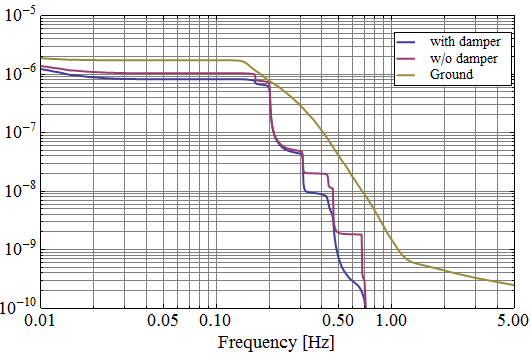 10⁻⁵
with damper
w/o damper
Ground
10⁻⁶
10⁻⁷
10⁻⁸
10⁻⁹
10⁻¹⁰
0.01 0.05 0.10 0.50 1.00 5.00
Frequency [Hz]